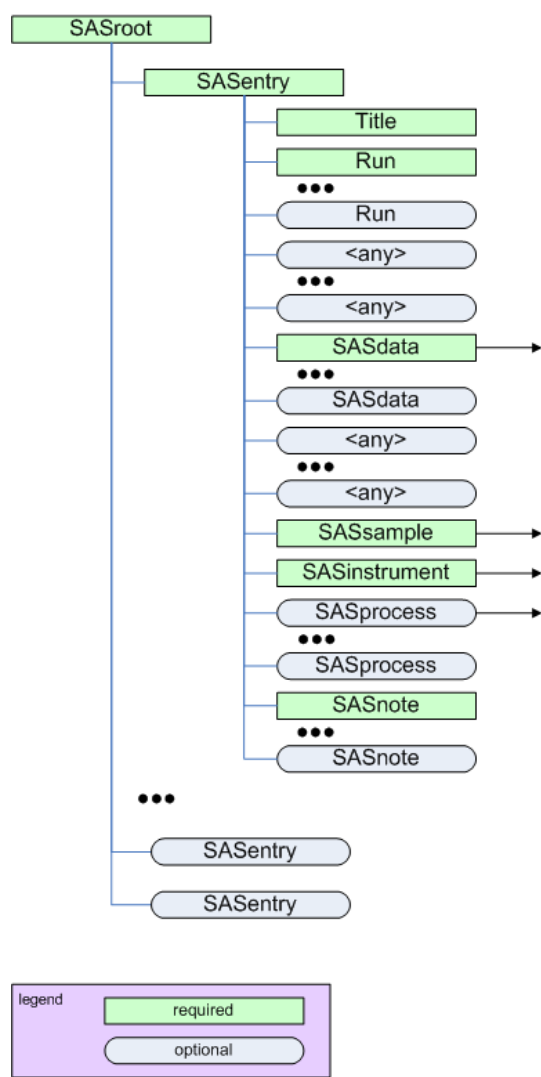 SASroot
SASentry
Title
Run
•••
Run
<any>
•••
<any>
SASdata
•••
SASdata
<any>
•••
<any>
SASsample
SASinstrument
SASprocess
•••
SASprocess
SASnote
•••
SASnote
•••
SASentry
SASentry
legend
required
optional